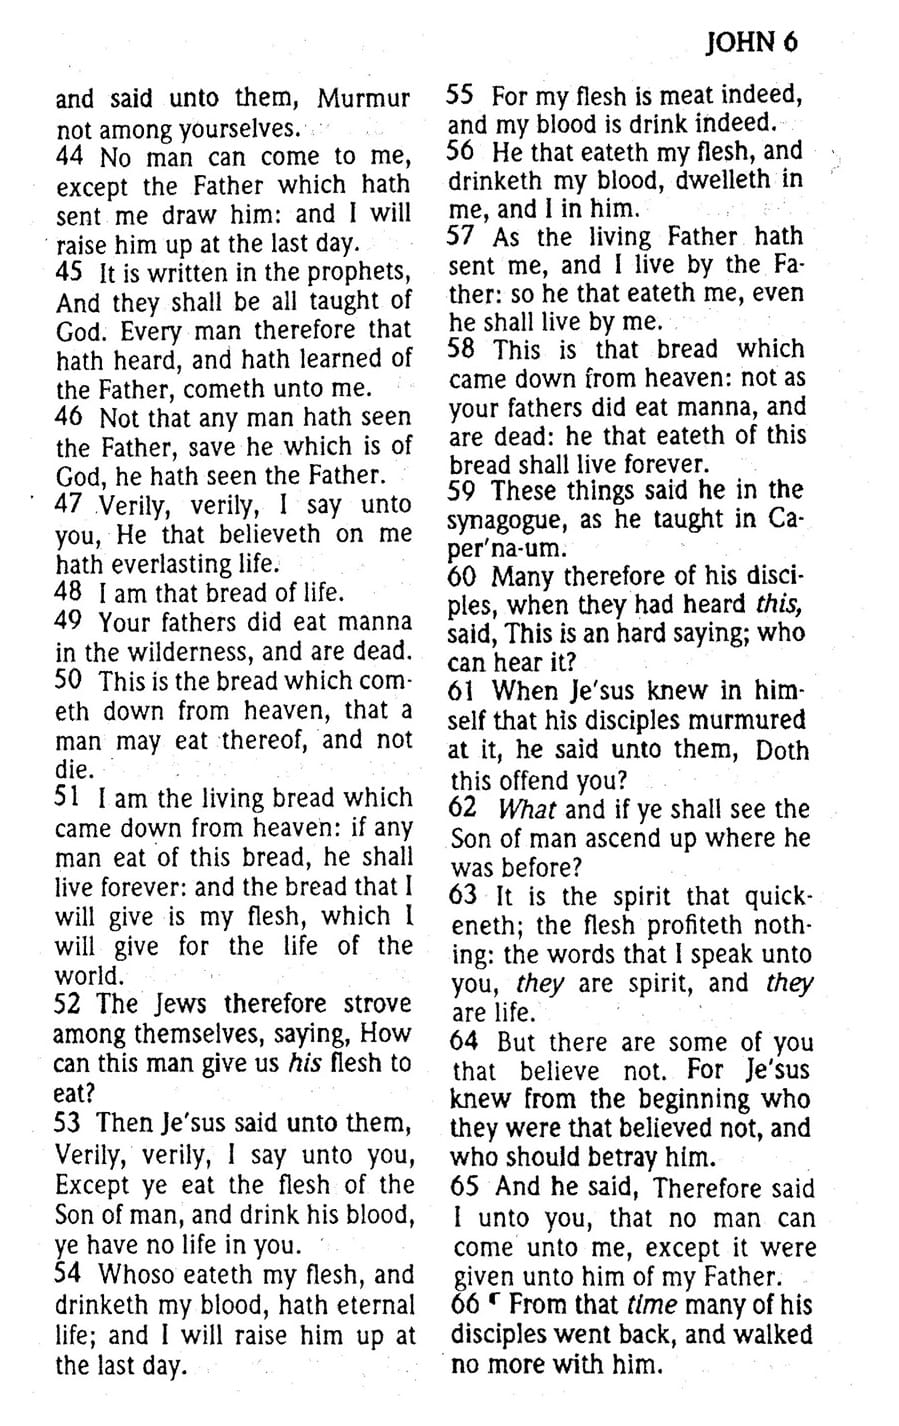 JOHN 6
and said unto them, Murmur
not among yourselves.
44 No man can come to me,
except the Father which hath
sent me draw him: and I will
raise him up at the last day.
45 It is written in the prophets,
And they shall be all taught of
God. Every man therefore that
hath heard, and hath learned of
the Father, cometh unto me.
46 Not that any man hath seen
the Father, save he which is of
God, he hath seen the Father.
47 Verily, verily, I say unto
you, He that believeth on me
hath everlasting life.
48 I am that bread of life.
49 Your fathers did eat manna
in the wilderness, and are dead.
50 This is the bread which com-
eth down from heaven, that a
man may eat thereof, and not
die.
51 I am the living bread which
came down from heaven: if any
man eat of this bread, he shall
live forever: and the bread that I
will give is my flesh, which I
will give for the life of the
world.
52 The Jews therefore strove
among themselves, saying, How
can this man give us his flesh to
eat?
53 Then Je'sus said unto them,
Verily, verily, I say unto you,
Except ye eat the flesh of the
Son of man, and drink his blood,
ye have no life in you.
54 Whoso eateth my flesh, and
drinketh my blood, hath eternal
life; and I will raise him up at
the last day.
55 For my flesh is meat indeed,
and my blood is drink indeed.
56 He that eateth my flesh, and
drinketh my blood, dwelleth in
me, and I in him.
57 As the living Father hath
sent me, and I live by the Fa-
ther: so he that eateth me, even
he shall live by me.
58 This is that bread which
came down from heaven: not as
your fathers did eat manna, and
are dead: he that eateth of this
bread shall live forever.
59 These things said he in the
synagogue, as he taught in Ca-
per'na-um.
60 Many therefore of his disci-
ples, when they had heard this,
said, This is an hard saying; who
can hear it?
61 When Je'sus knew in him-
self that his disciples murmured
at it, he said unto them, Doth
this offend you?
62 What and if ye shall see the
Son of man ascend up where he
was before?
63 It is the spirit that quick-
eneth; the flesh profiteth noth-
ing: the words that I speak unto
you, they are spirit, and they
are life.
64 But there are some of you
that believe not. For Je'sus
knew from the beginning who
they were that believed not, and
who should betray him.
65 And he said, Therefore said
I unto you, that no man can
come unto me, except it were
given unto him of my Father.
66 From that time many of his
disciples went back, and walked
no more with him.